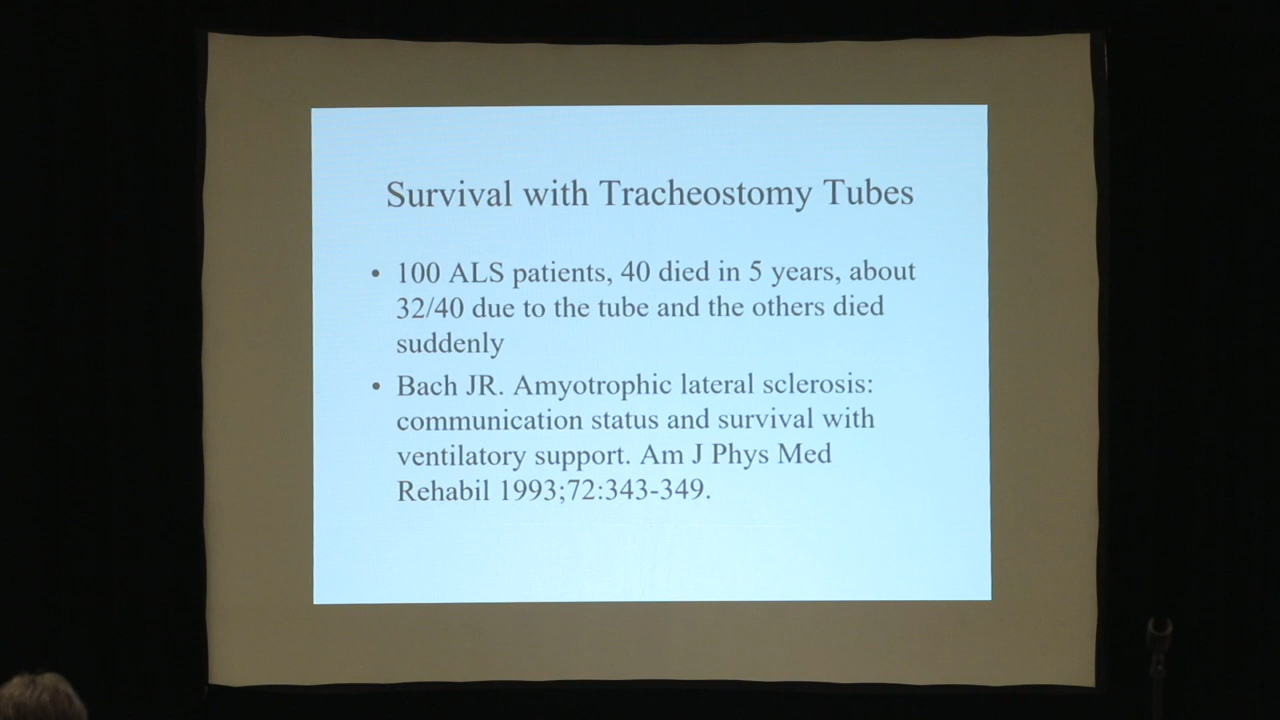 Survival with Tracheostomy Tubes
• 100 ALS patients, 40 died in 5 years, about
32/40 due to the tube and the others died
suddenly
• Bach JR. Amyotrophic lateral sclerosis:
communication status and survival with
ventilatory support. Am J Phys Med
Rehabil 1993;72:343-349.